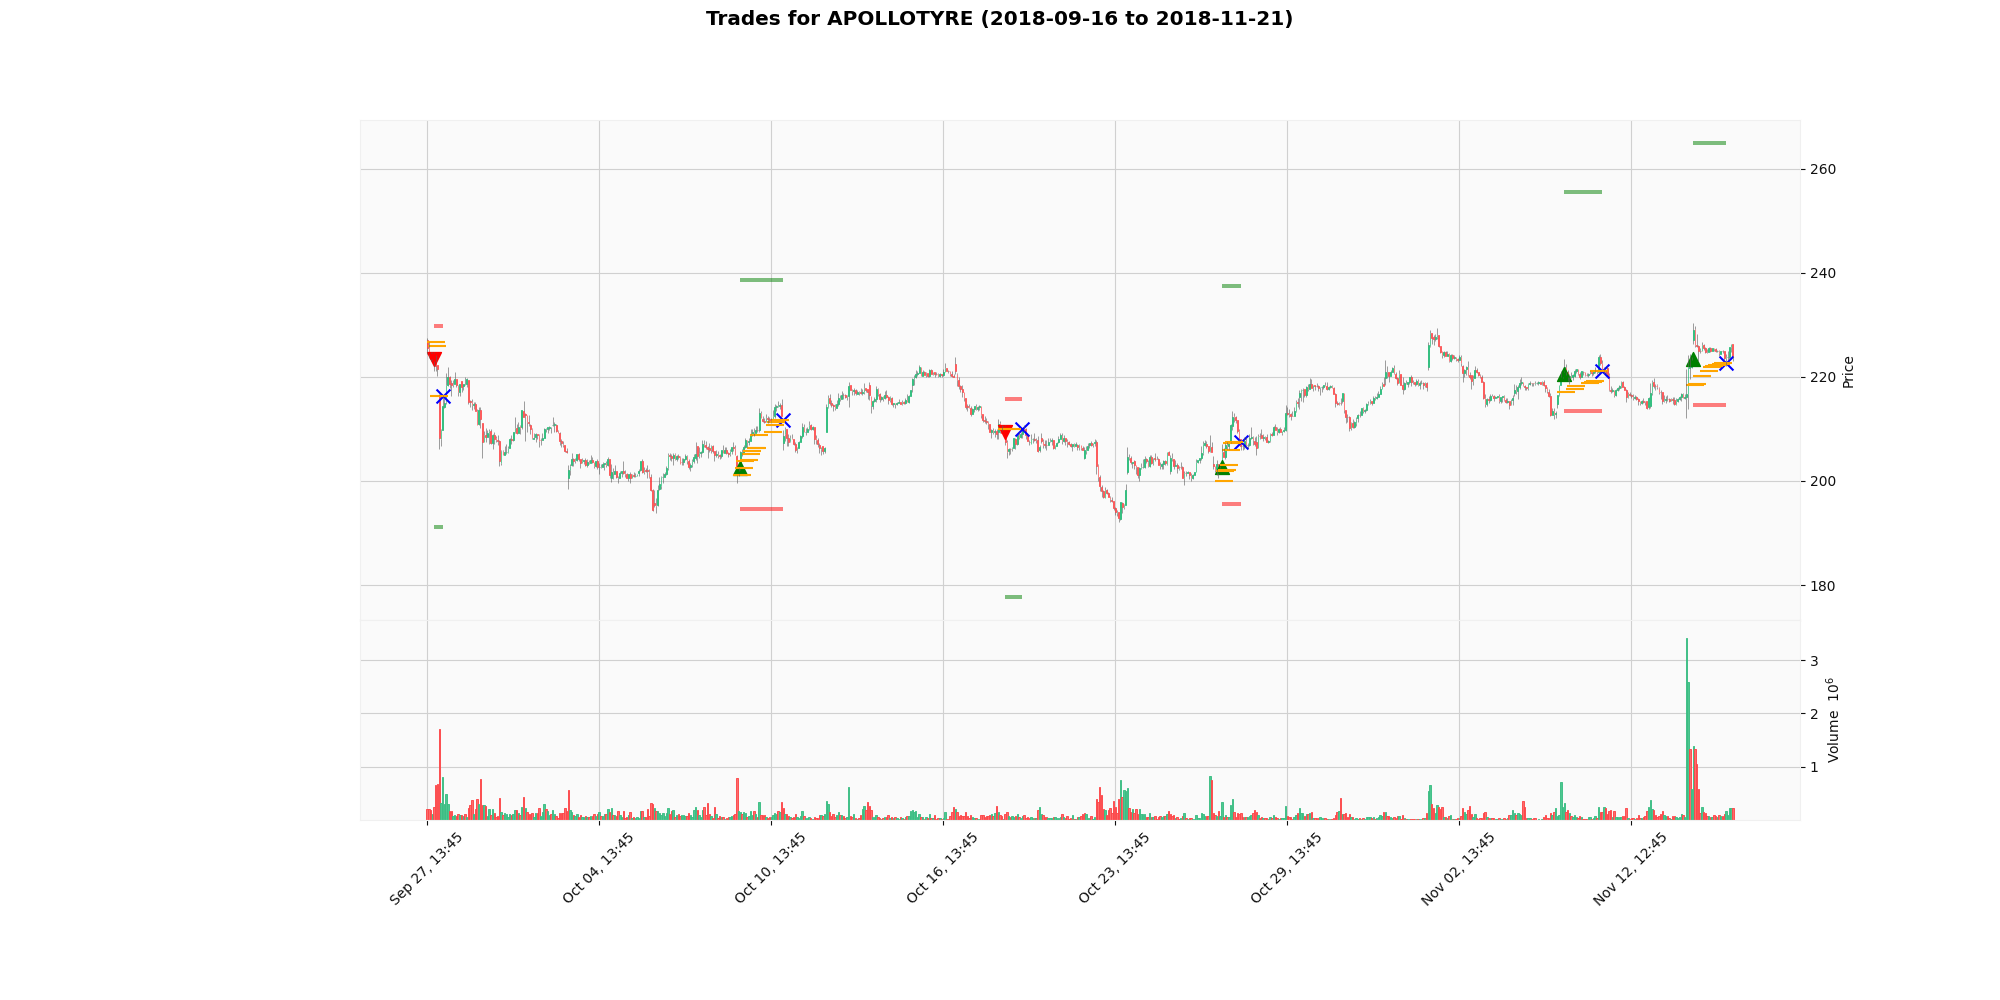 Trades for APOLLOTYRE (2018-09-16 to 2018-11-21)
260
240
220
200
180
Price
3
2
1
Volume 10^6
Sep 27, 13:45
Oct 04, 13:45
Oct 10, 13:45
Oct 16, 13:45
Oct 23, 13:45
Oct 29, 13:45
Nov 02, 13:45
Nov 12, 12:45